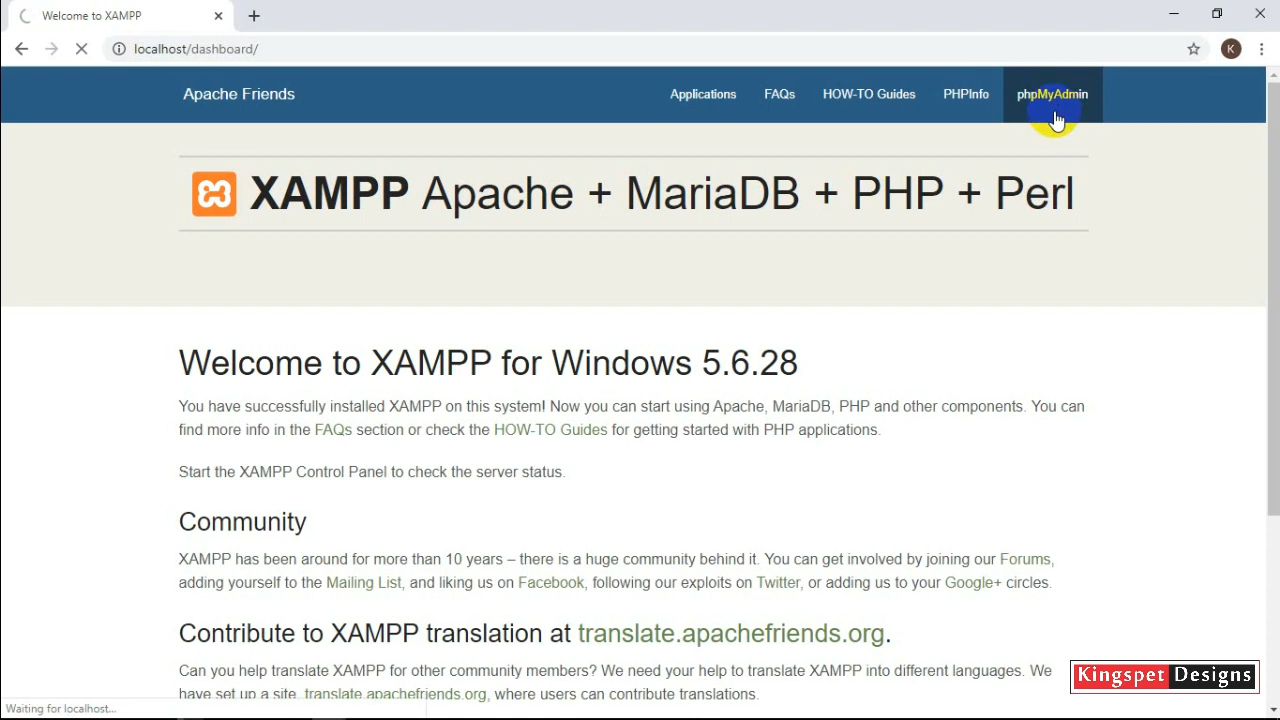 Welcome to XAMPP
localhost/dashboard/
K
Apache Friends
Applications
FAQs
HOW-TO Guides
PHPInfo
phpMyAdmin
XAMPP Apache + MariaDB + PHP + Perl
Welcome to XAMPP for Windows 5.6.28
You have successfully installed XAMPP on this system! Now you can start using Apache, MariaDB, PHP and other components. You can
find more info in the FAQs section or check the HOW-TO Guides for getting started with PHP applications.
Start the XAMPP Control Panel to check the server status.
Community
XAMPP has been around for more than 10 years – there is a huge community behind it. You can get involved by joining our Forums,
adding yourself to the Mailing List, and liking us on Facebook, following our exploits on Twitter, or adding us to your Google+ circles.
Contribute to XAMPP translation at translate.apachefriends.org.
Can you help translate XAMPP for other community members? We need your help to translate XAMPP into different languages. We
have set up a site, translate.apachefriends.org, where users can contribute translations.
Kingspet Designs
Waiting for localhost...